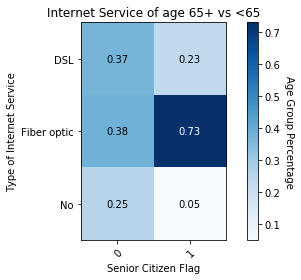 Internet Service of age 65+ vs <65
Type of Internet Service
DSL
0.37
0.23
Fiber optic
0.38
0.73
No
0.25
0.05
0
1
Senior Citizen Flag
0.7
0.6
0.5
0.4
0.3
0.2
0.1
Age Group Percentage